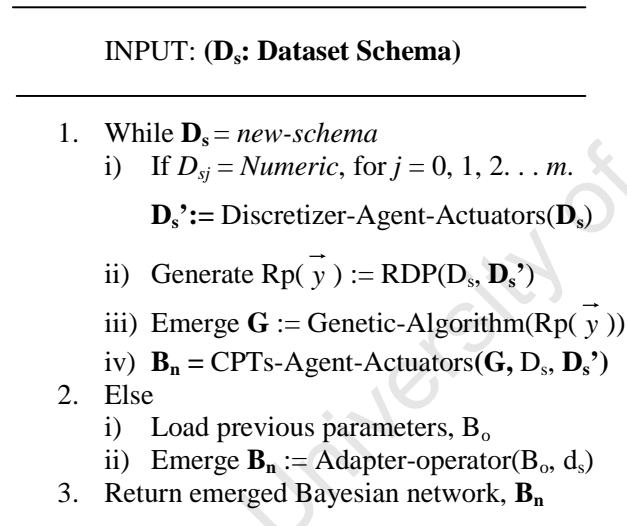 INPUT: (Dₛ: Dataset Schema)
1. While Dₛ = new-schema
i) If Dₛⱼ = Numeric, for j = 0, 1, 2. . . m.
Dₛ’:= Discretizer-Agent-Actuators(Dₛ)
ii) Generate Rp(y⃗) := RDP(Dₛ, Dₛ’)
iii) Emerge G := Genetic-Algorithm(Rp(y⃗))
iv) Bₙ = CPTs-Agent-Actuators(G, Dₛ, Dₛ’)
2. Else
i) Load previous parameters, Bₒ
ii) Emerge Bₙ := Adapter-operator(Bₒ, dₛ)
3. Return emerged Bayesian network, Bₙ
University of